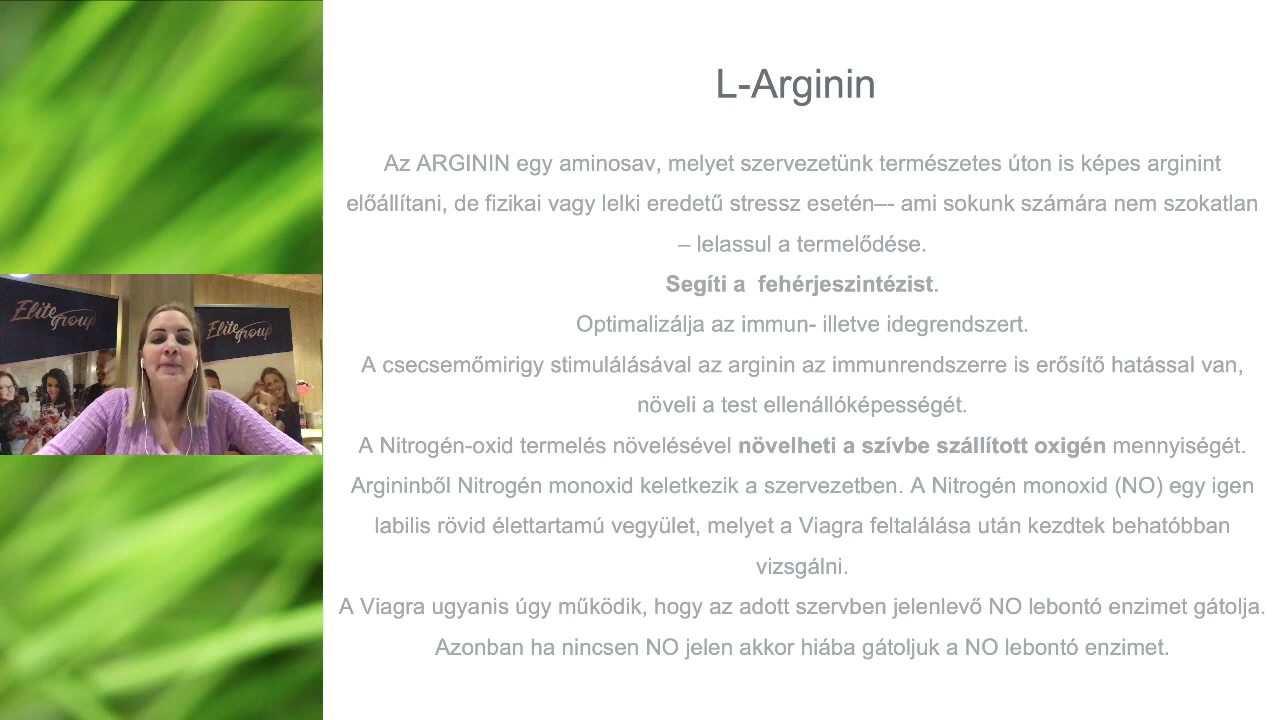 L-Arginin
Az ARGININ egy aminosav, melyet szervezetünk természetes úton is képes arginint
előállítani, de fizikai vagy lelki eredetű stressz esetén–- ami sokunk számára nem szokatlan
– lelassul a termelődése.
Segíti a  fehérjeszintézist.
Optimalizálja az immun- illetve idegrendszert.
A csecsemőmirigy stimulálásával az arginin az immunrendszerre is erősítő hatással van,
növeli a test ellenállóképességét.
A Nitrogén-oxid termelés növelésével növelheti a szívbe szállított oxigén mennyiségét.
Argininből Nitrogén monoxid keletkezik a szervezetben. A Nitrogén monoxid (NO) egy igen
labilis rövid élettartamú vegyület, melyet a Viagra feltalálása után kezdtek behatóbban
vizsgálni.
A Viagra ugyanis úgy működik, hogy az adott szervben jelenlevő NO lebontó enzimet gátolja.
Azonban ha nincsen NO jelen akkor hiába gátoljuk a NO lebontó enzimet.
Elite
group
Elite
group